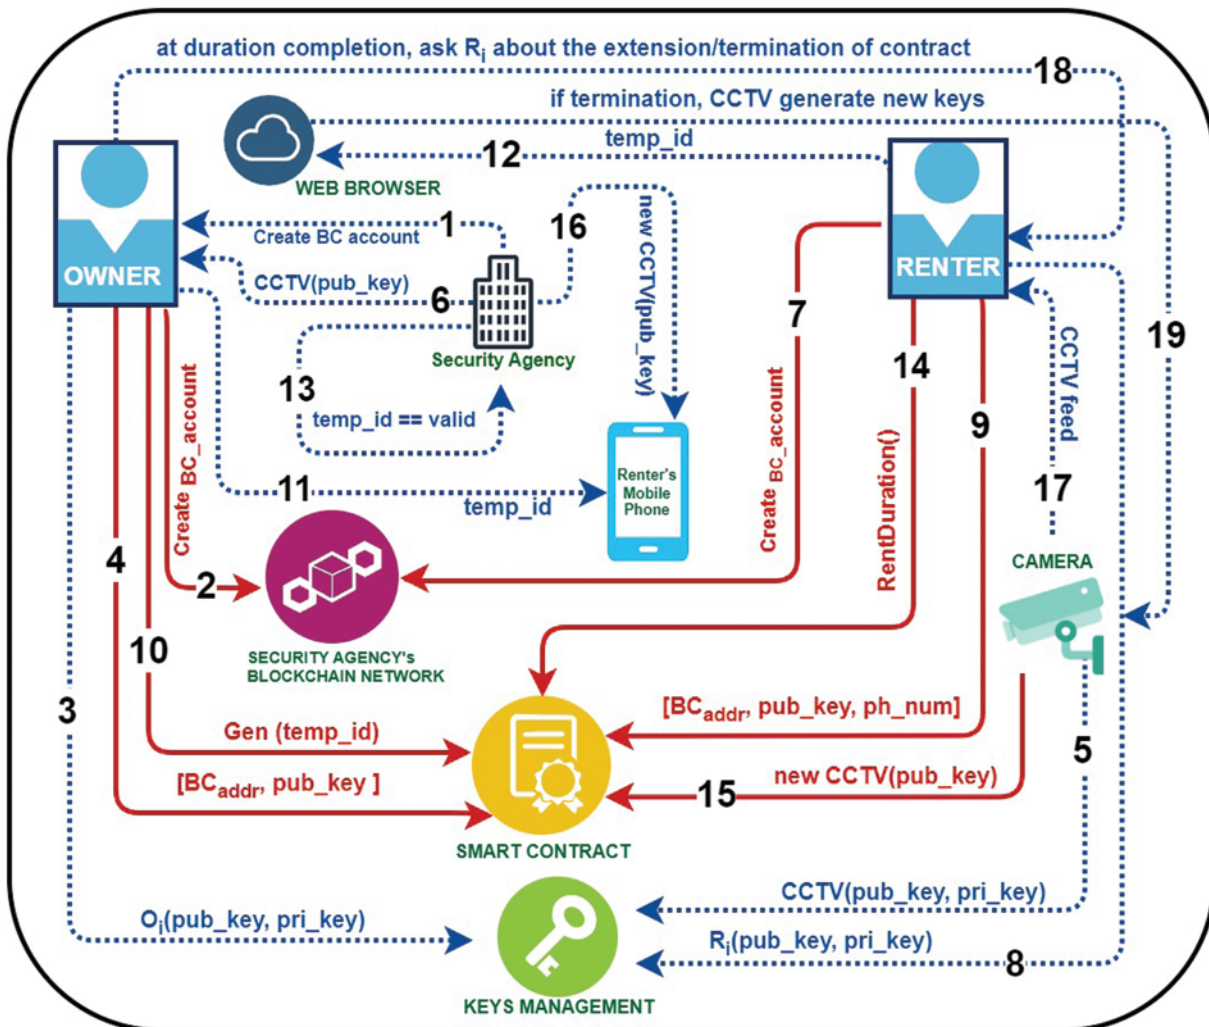 at duration completion, ask Ri about the extension/termination of contract
18
if termination, CCTV generate new keys
temp_id
12
WEB BROWSER
1
Create BC account
16
new CCTV(pub_key)
OWNER
RENTER
CCTV(pub_key)
6
7
19
Security Agency
14
13
temp_id == valid
9
CCTV feed
Create BC_account
11
temp_id
Renter's
Mobile
Phone
Create BC_account
RentDuration()
17
4
2
CAMERA
10
SECURITY AGENCY's
BLOCKCHAIN NETWORK
3
[BCaddr, pub_key, ph_num]
Gen (temp_id)
5
[BCaddr, pub_key ]
new CCTV(pub_key)
15
SMART CONTRACT
CCTV(pub_key, pri_key)
Oi(pub_key, pri_key)
Ri(pub_key, pri_key)
8
KEYS MANAGEMENT